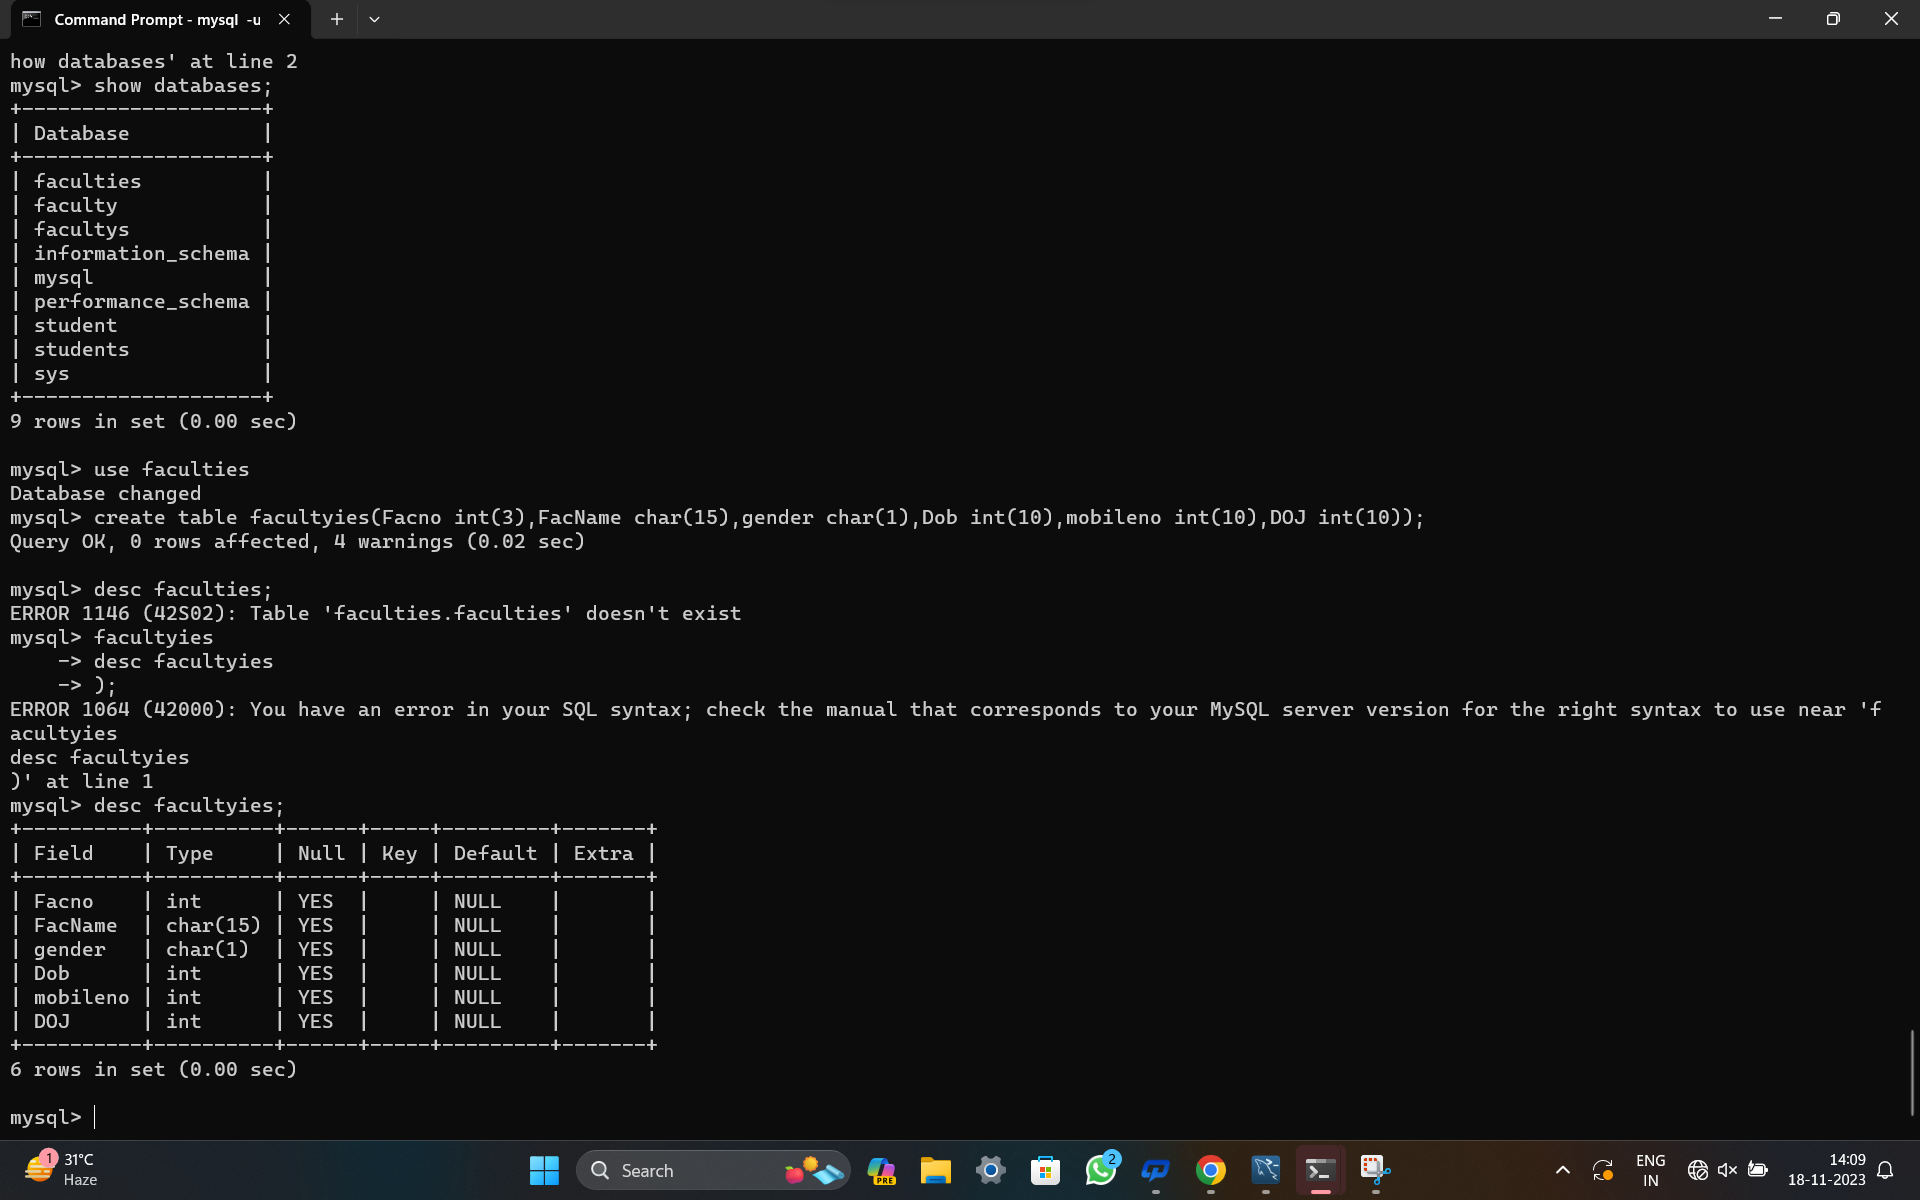 Command Prompt - mysql -u
how databases' at line 2
mysql> show databases;
+--------------------+
| Database           |
+--------------------+
| faculties          |
| faculty            |
| facultys           |
| information_schema |
| mysql              |
| performance_schema |
| student            |
| students           |
| sys                |
+--------------------+
9 rows in set (0.00 sec)
mysql> use faculties
Database changed
mysql> create table facultyies(Facno int(3),FacName char(15),gender char(1),Dob int(10),mobileno int(10),DOJ int(10));
Query OK, 0 rows affected, 4 warnings (0.02 sec)
mysql> desc faculties;
ERROR 1146 (42S02): Table 'faculties.faculties' doesn't exist
mysql> facultyies
    -> desc facultyies
    -> );
ERROR 1064 (42000): You have an error in your SQL syntax; check the manual that corresponds to your MySQL server version for the right syntax to use near 'f
acultyies
desc facultyies
)' at line 1
mysql> desc facultyies;
+----------+----------+------+-----+---------+-------+
| Field    | Type     | Null | Key | Default | Extra |
+----------+----------+------+-----+---------+-------+
| Facno    | int      | YES  |     | NULL    |       |
| FacName  | char(15) | YES  |     | NULL    |       |
| gender   | char(1)  | YES  |     | NULL    |       |
| Dob      | int      | YES  |     | NULL    |       |
| mobileno | int      | YES  |     | NULL    |       |
| DOJ      | int      | YES  |     | NULL    |       |
+----------+----------+------+-----+---------+-------+
6 rows in set (0.00 sec)
mysql>
1
31°C
Haze
Search
PRE
2
ENG
IN
14:09
18-11-2023